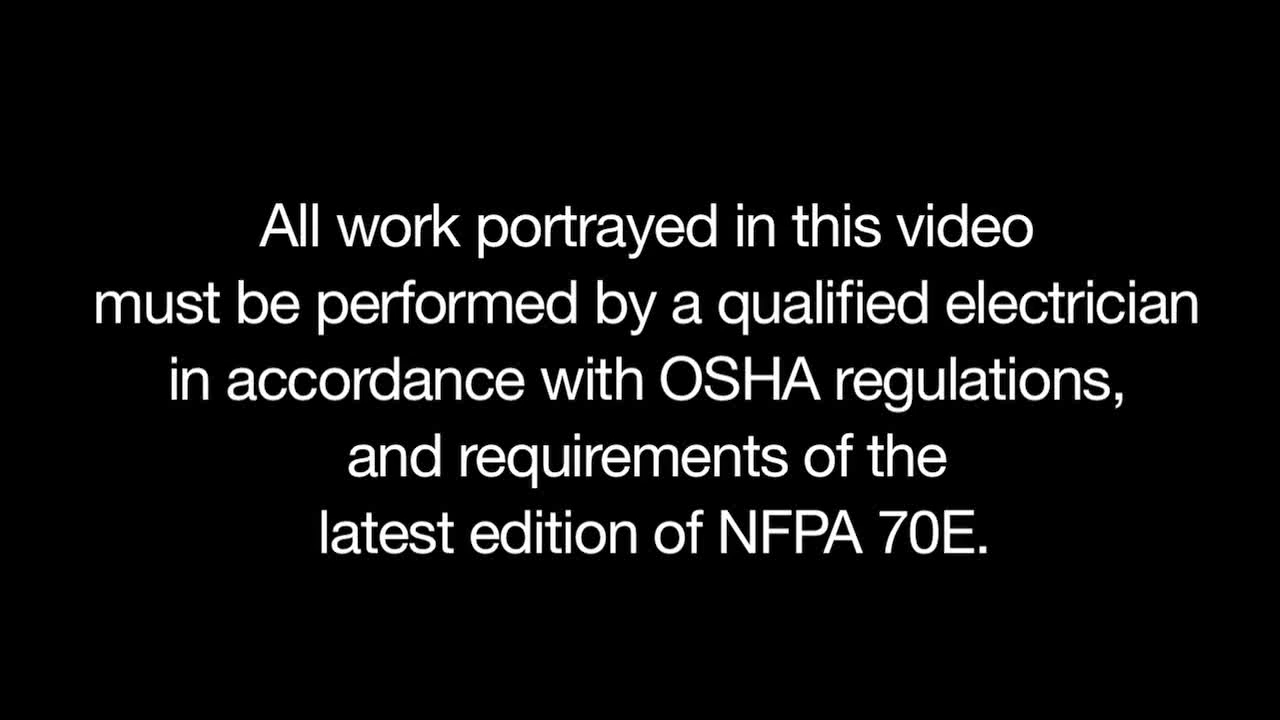 All work portrayed in this video
must be performed by a qualified electrician
in accordance with OSHA regulations,
and requirements of the
latest edition of NFPA 70E.